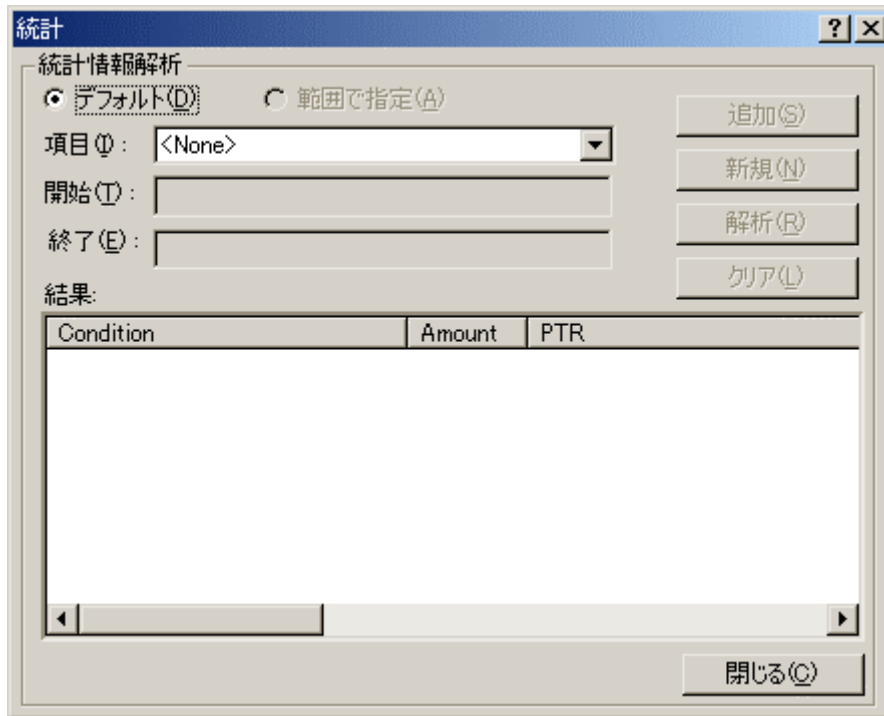 統計
統計情報解析
デフォルト(D) 範囲で指定(A)
追加(S)
項目(I): <None>
新規(N)
開始(T):
解析(R)
終了(E):
クリア(L)
結果:
Condition Amount PTR
閉じる(C)